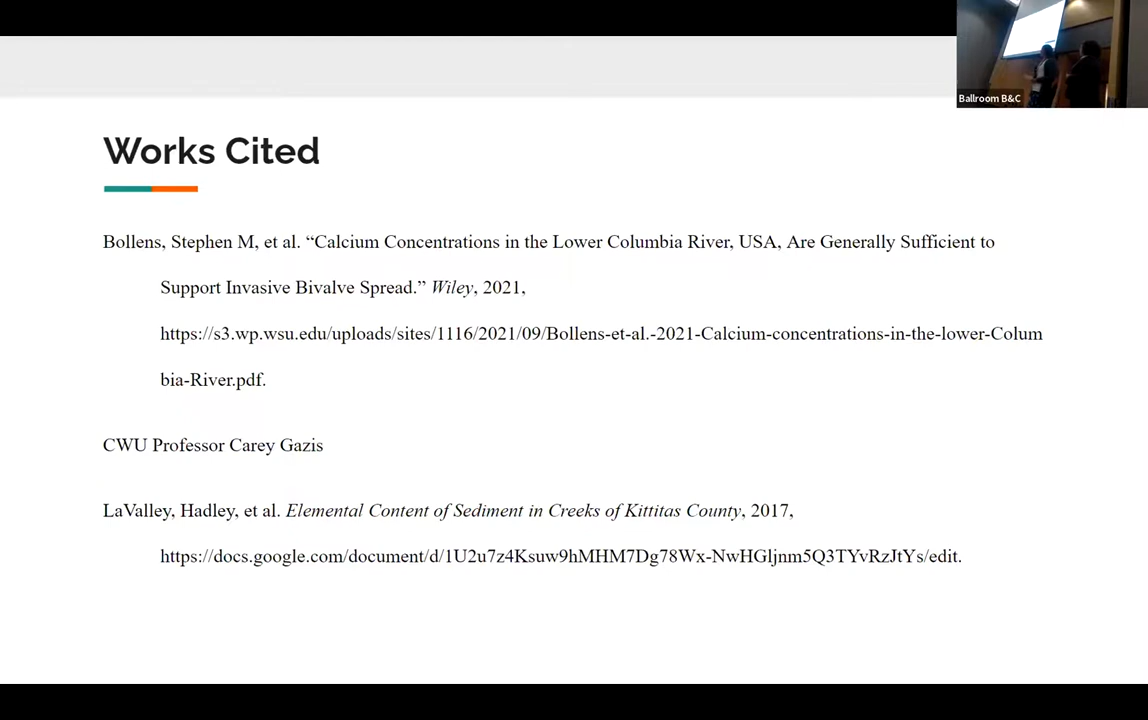 Ballroom B&C
Works Cited
Bollens, Stephen M, et al. “Calcium Concentrations in the Lower Columbia River, USA, Are Generally Sufficient to
Support Invasive Bivalve Spread.” Wiley, 2021,
https://s3.wp.wsu.edu/uploads/sites/1116/2021/09/Bollens-et-al.-2021-Calcium-concentrations-in-the-lower-Colum
bia-River.pdf.
CWU Professor Carey Gazis
LaValley, Hadley, et al. Elemental Content of Sediment in Creeks of Kittitas County, 2017,
https://docs.google.com/document/d/1U2u7z4Ksuw9hMHM7Dg78Wx-NwHGljnm5Q3TYvRzJtYs/edit.